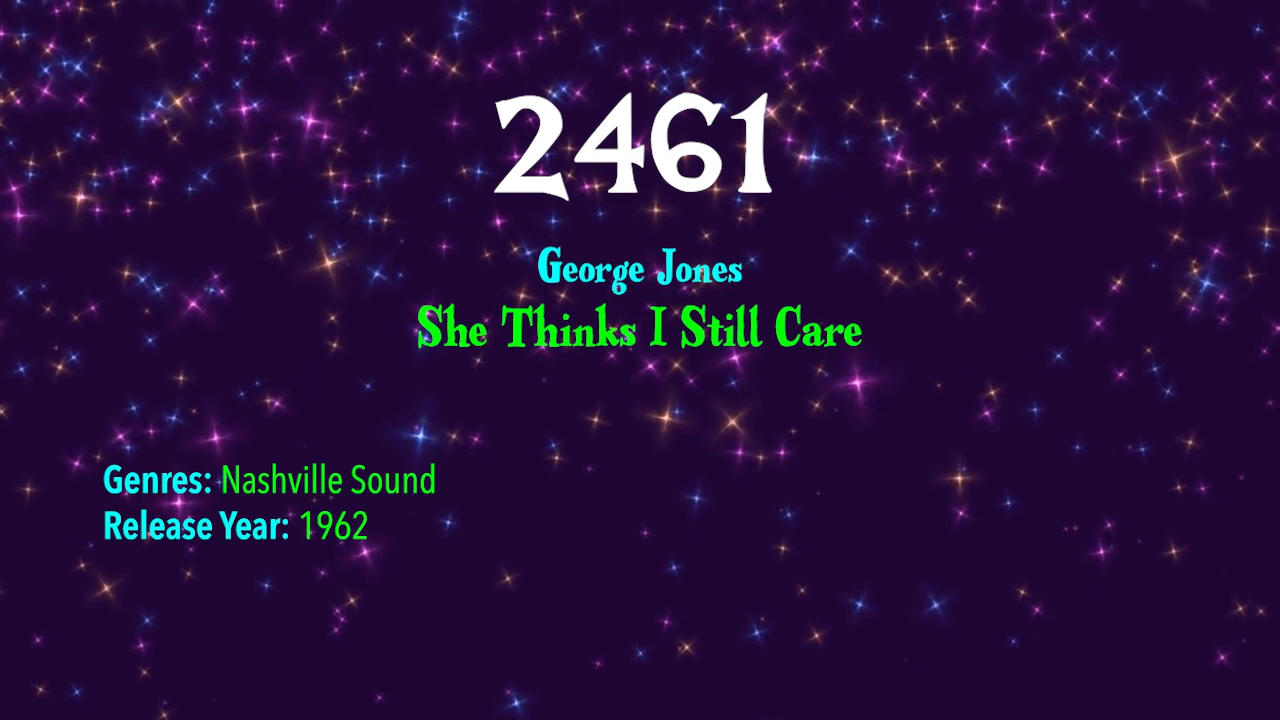 2461
George Jones
She Thinks I Still Care
Genres: Nashville Sound
Release Year: 1962